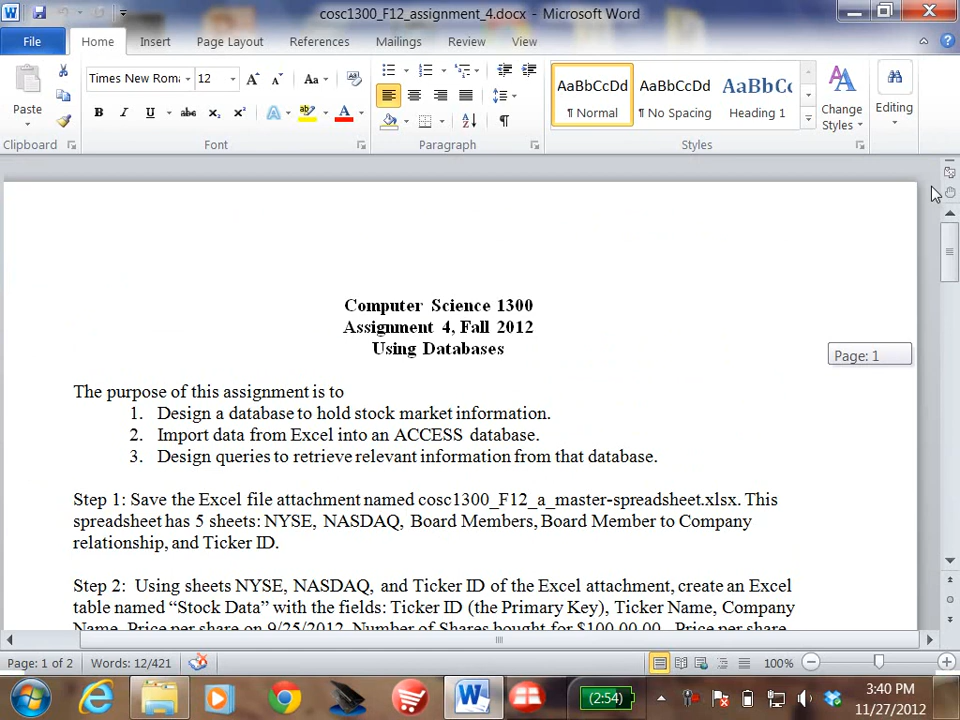 cosc1300_F12_assignment_4.docx - Microsoft Word
File Home Insert Page Layout References Mailings Review View
Paste
Times New Roma 12
AaBbCcDd AaBbCcDd AaBbCc
¶ Normal ¶ No Spacing Heading 1
Change Styles
Editing
Clipboard Font Paragraph Styles
Computer Science 1300
Assignment 4, Fall 2012
Using Databases
Page: 1
The purpose of this assignment is to
1. Design a database to hold stock market information.
2. Import data from Excel into an ACCESS database.
3. Design queries to retrieve relevant information from that database.
Step 1: Save the Excel file attachment named cosc1300_F12_a_master-spreadsheet.xlsx. This
spreadsheet has 5 sheets: NYSE, NASDAQ, Board Members, Board Member to Company
relationship, and Ticker ID.
Step 2: Using sheets NYSE, NASDAQ, and Ticker ID of the Excel attachment, create an Excel
table named “Stock Data” with the fields: Ticker ID (the Primary Key), Ticker Name, Company
Name, Price per share on 9/25/2012, Number of Shares bought for $100,00.00, Price per share
Page: 1 of 2 Words: 12/421 100%
(2:54)
3:40 PM
11/27/2012